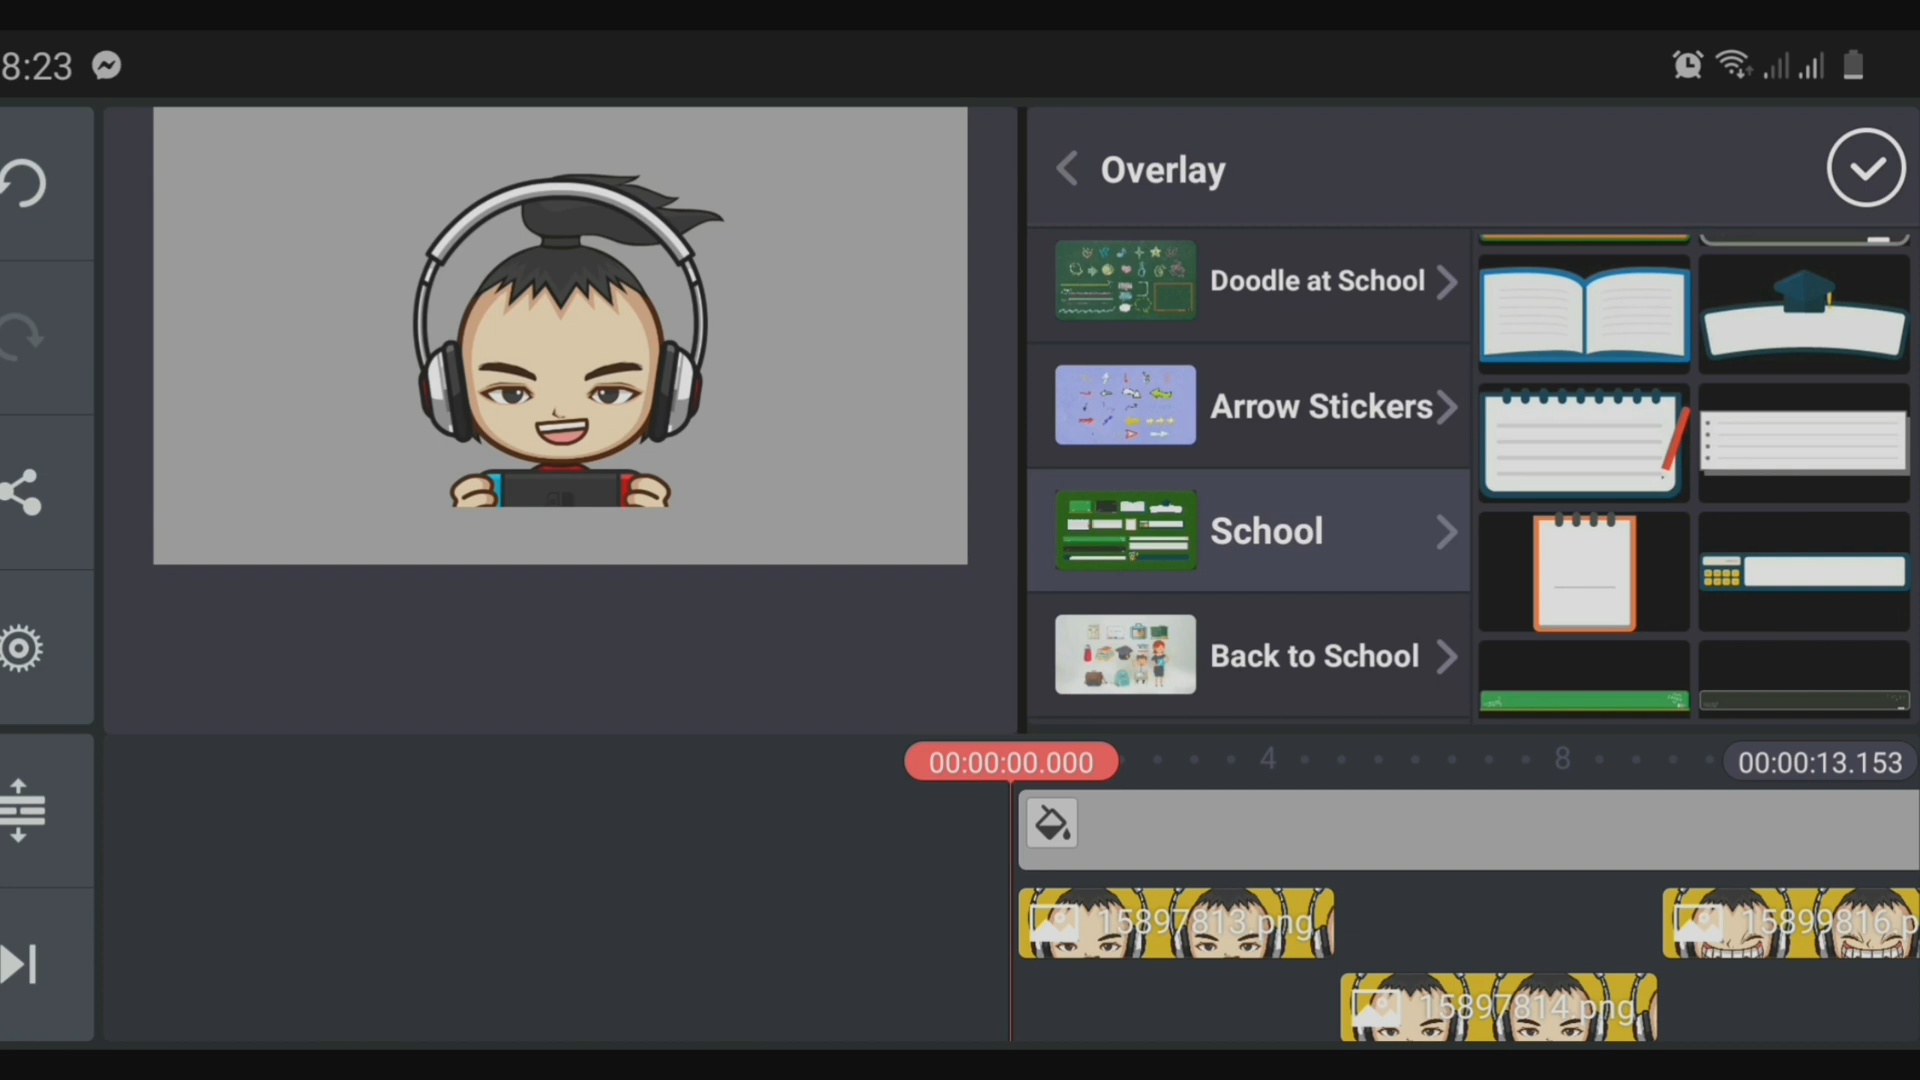 8:23
Overlay
Doodle at School
Arrow Stickers
School
Back to School
00:00:00.000
4
8
00:00:13.153
15897813.png
15899816.p
15897814.png